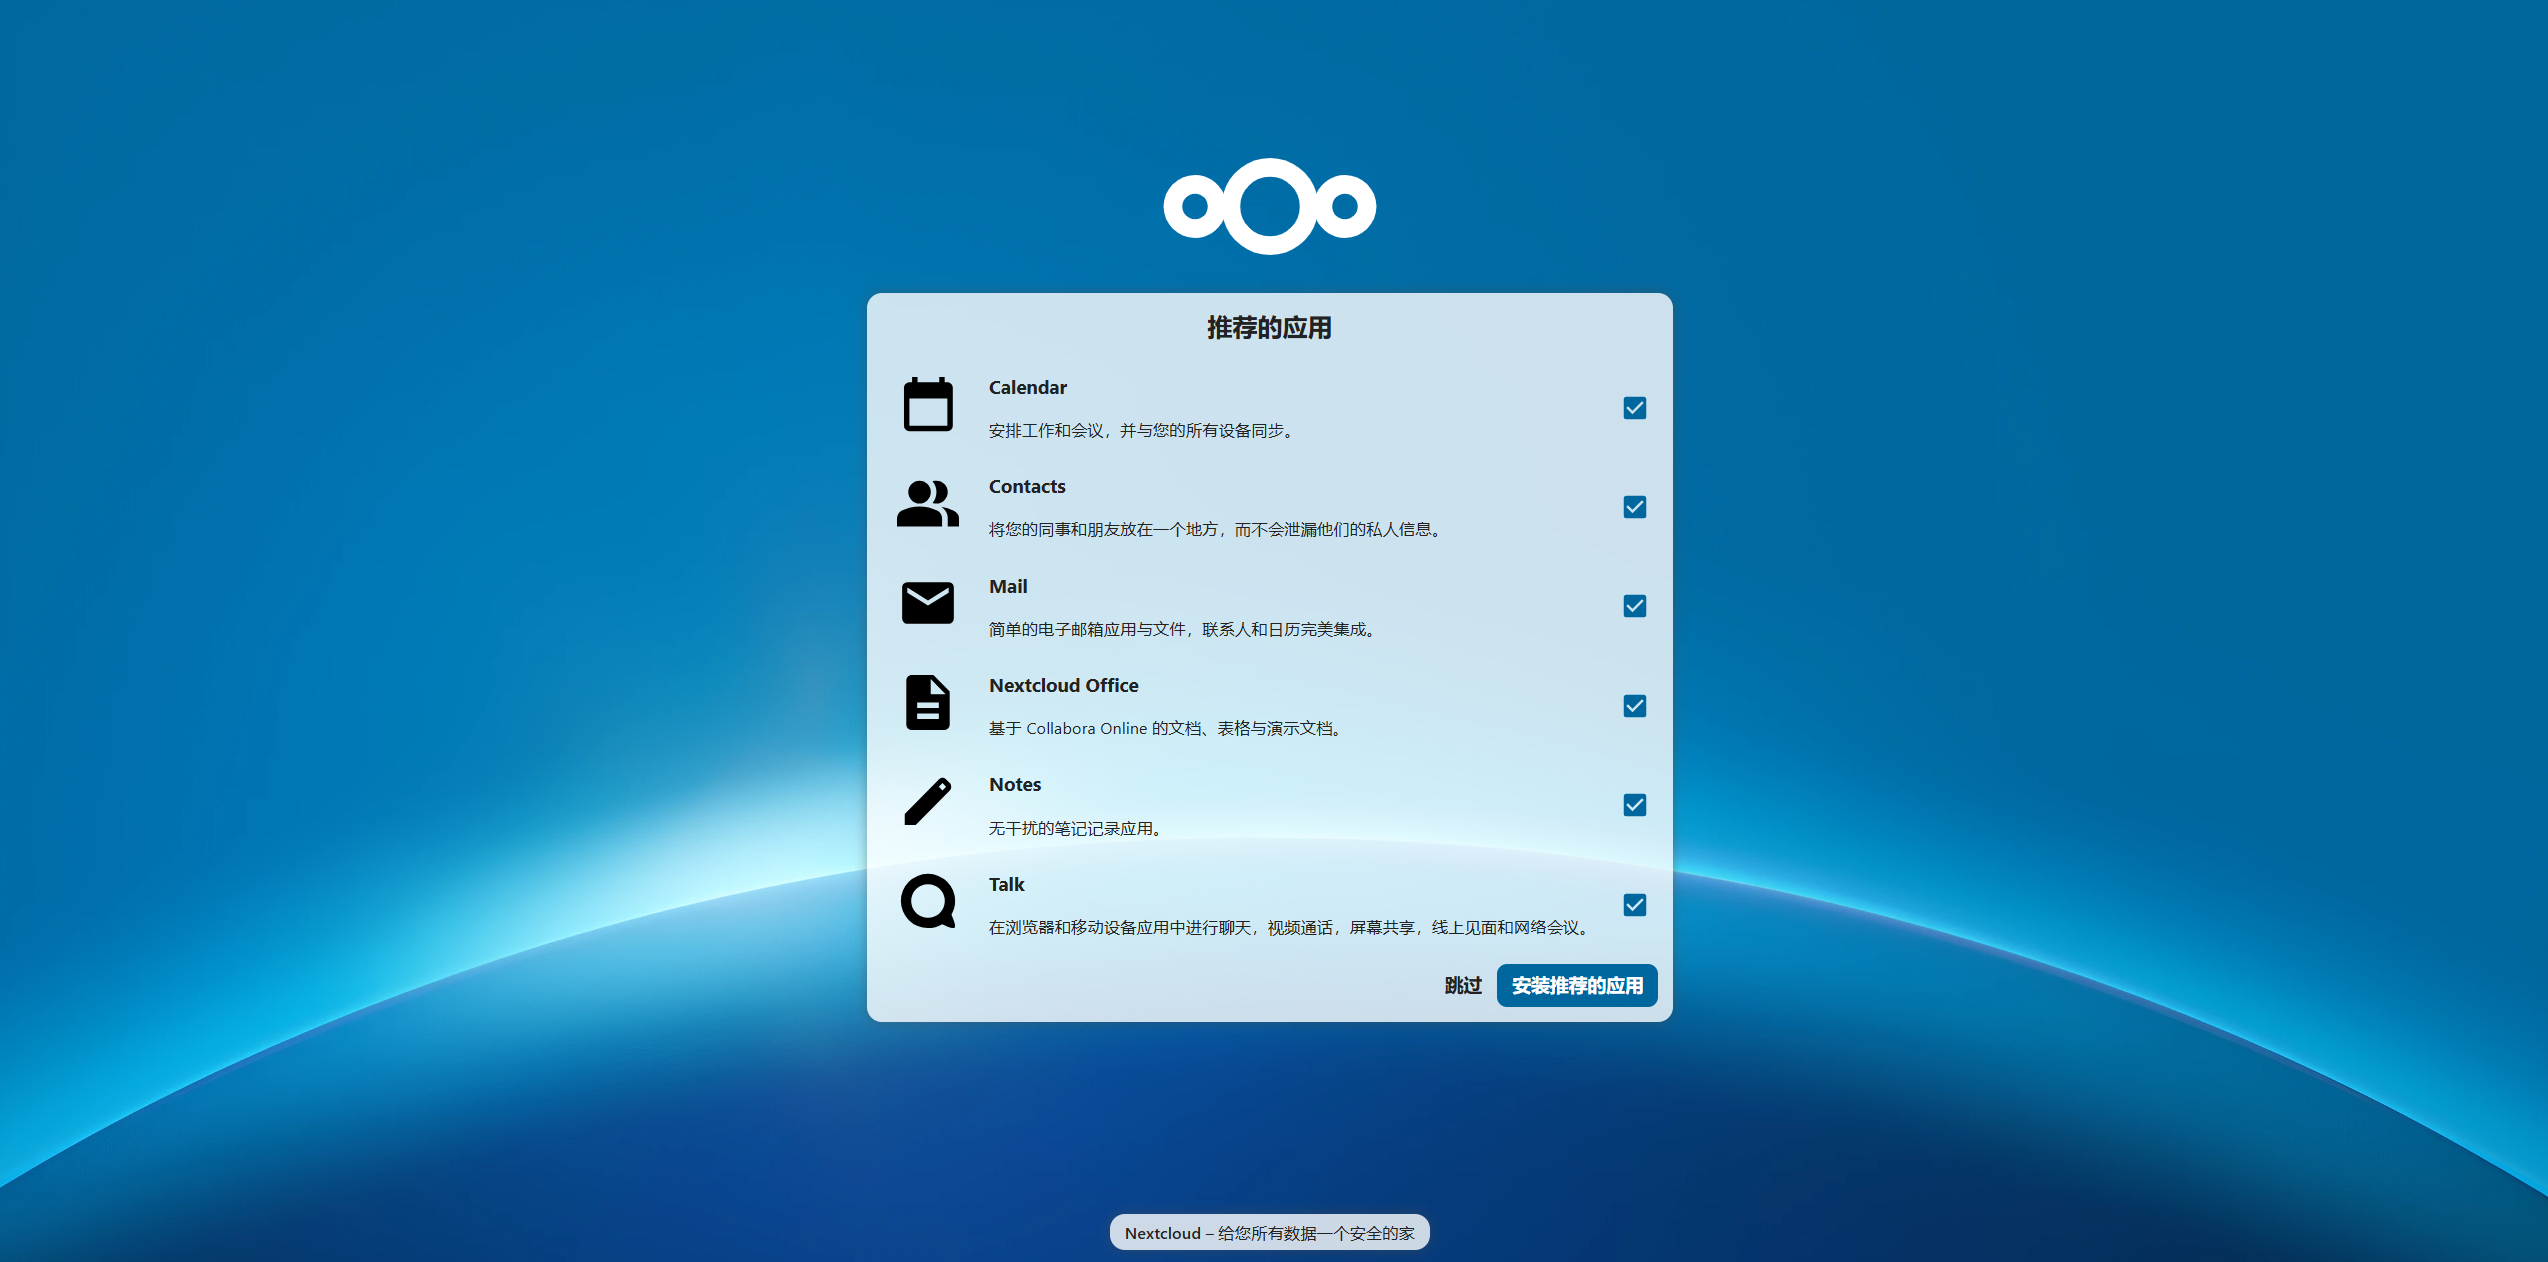 推荐的应用
Calendar
安排工作和会议，并与您的所有设备同步。
Contacts
将您的同事和朋友放在一个地方，而不会泄漏他们的私人信息。
Mail
简单的电子邮箱应用与文件，联系人和日历完美集成。
Nextcloud Office
基于 Collabora Online 的文档、表格与演示文档。
Notes
无干扰的笔记记录应用。
Talk
在浏览器和移动设备应用中进行聊天，视频通话，屏幕共享，线上见面和网络会议。
跳过 安装推荐的应用
Nextcloud – 给您所有数据一个安全的家